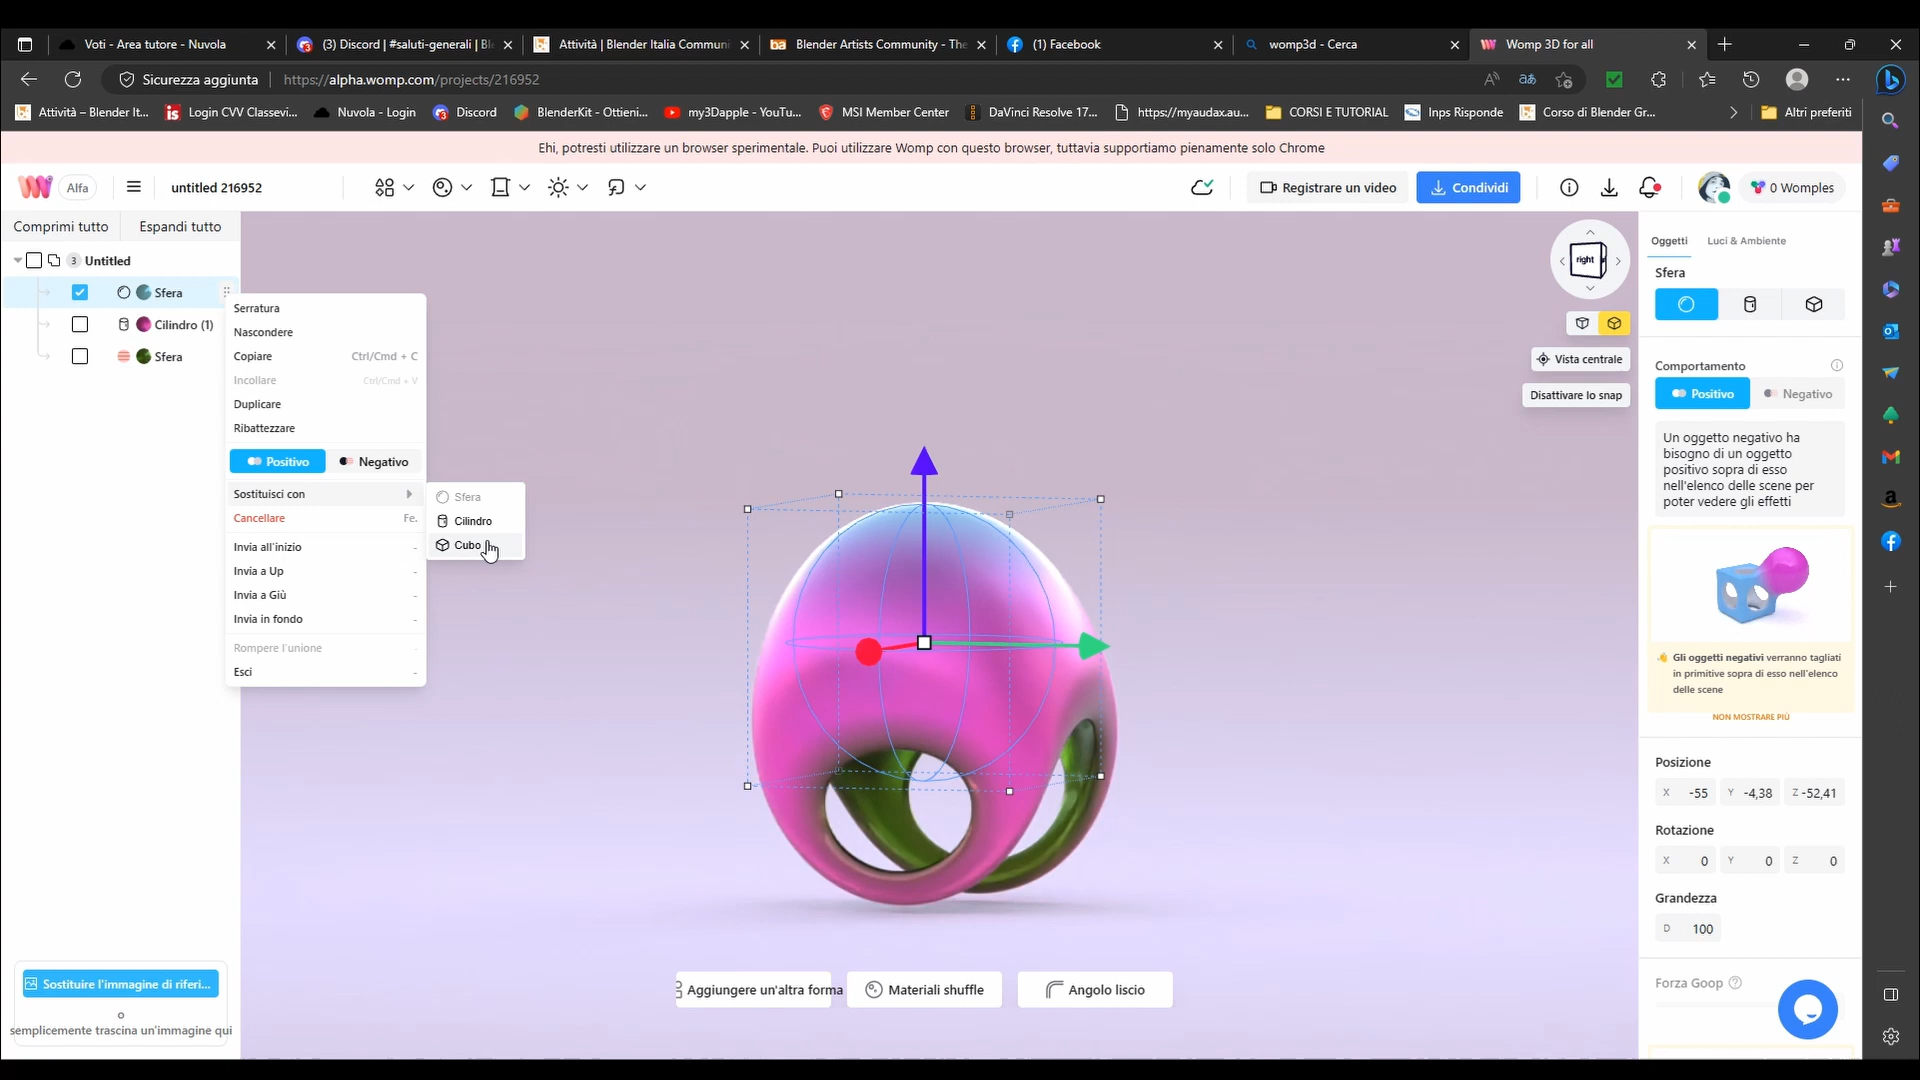 Voti - Area tutore - Nuvola
(3) Discord | #saluti-generali | Bl
Attività | Blender Italia Communi
Blender Artists Community - The
(1) Facebook
womp3d - Cerca
Womp 3D for all
Sicurezza aggiunta
https://alpha.womp.com/projects/216952
Attività – Blender It...
Login CVV Classevi...
Nuvola - Login
Discord
BlenderKit - Ottieni...
my3Dapple - YouTu...
MSI Member Center
DaVinci Resolve 17...
https://myaudax.au...
CORSI E TUTORIAL
Inps Risponde
Corso di Blender Gr...
Altri preferiti
Ehi, potresti utilizzare un browser sperimentale. Puoi utilizzare Womp con questo browser, tuttavia supportiamo pienamente solo Chrome
Alfa
untitled 216952
Registrare un video
Condividi
0 Womples
Comprimi tutto
Espandi tutto
3 Untitled
Sfera
Cilindro (1)
Sfera
Serratura
Nascondere
Copiare Ctrl/Cmd + C
Incollare Ctrl/Cmd + V
Duplicare
Ribattezzare
Positivo
Negativo
Sostituisci con
Cancellare Fe.
Invia all'inizio -
Invia a Up -
Invia a Giù -
Invia in fondo -
Rompere l'unione -
Esci -
Sfera
Cilindro
Cubo
right
Vista centrale
Disattivare lo snap
Oggetti
Luci & Ambiente
Sfera
Comportamento
Positivo
Negativo
Un oggetto negativo ha
bisogno di un oggetto
positivo sopra di esso
nell'elenco delle scene per
poter vedere gli effetti
Gli oggetti negativi verranno tagliati
in primitive sopra di esso nell'elenco
delle scene
NON MOSTRARE PIÙ
Posizione
X -55 Y -4,38 Z -52,41
Rotazione
X 0 Y 0 Z 0
Grandezza
D 100
Forza Goop
Sostituire l'immagine di riferi...
o
semplicemente trascina un'immagine qui
Aggiungere un'altra forma
Materiali shuffle
Angolo liscio